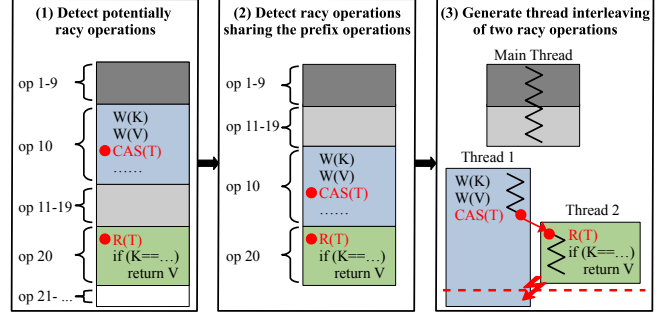 (1) Detect potentially
racy operations
op 1-9
op 10
W(K)
W(V)
CAS(T)
......
op 11-19
op 20
R(T)
if (K==...)
return V
op 21- ...
(2) Detect racy operations
sharing the prefix operations
op 1-9
op 11-19
op 10
W(K)
W(V)
CAS(T)
......
op 20
R(T)
if (K==...)
return V
(3) Generate thread interleaving
of two racy operations
Main Thread
Thread 1
W(K)
W(V)
CAS(T)
Thread 2
R(T)
if (K==...)
return V